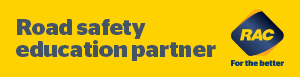 Road safety
education partner
RAC
For the better